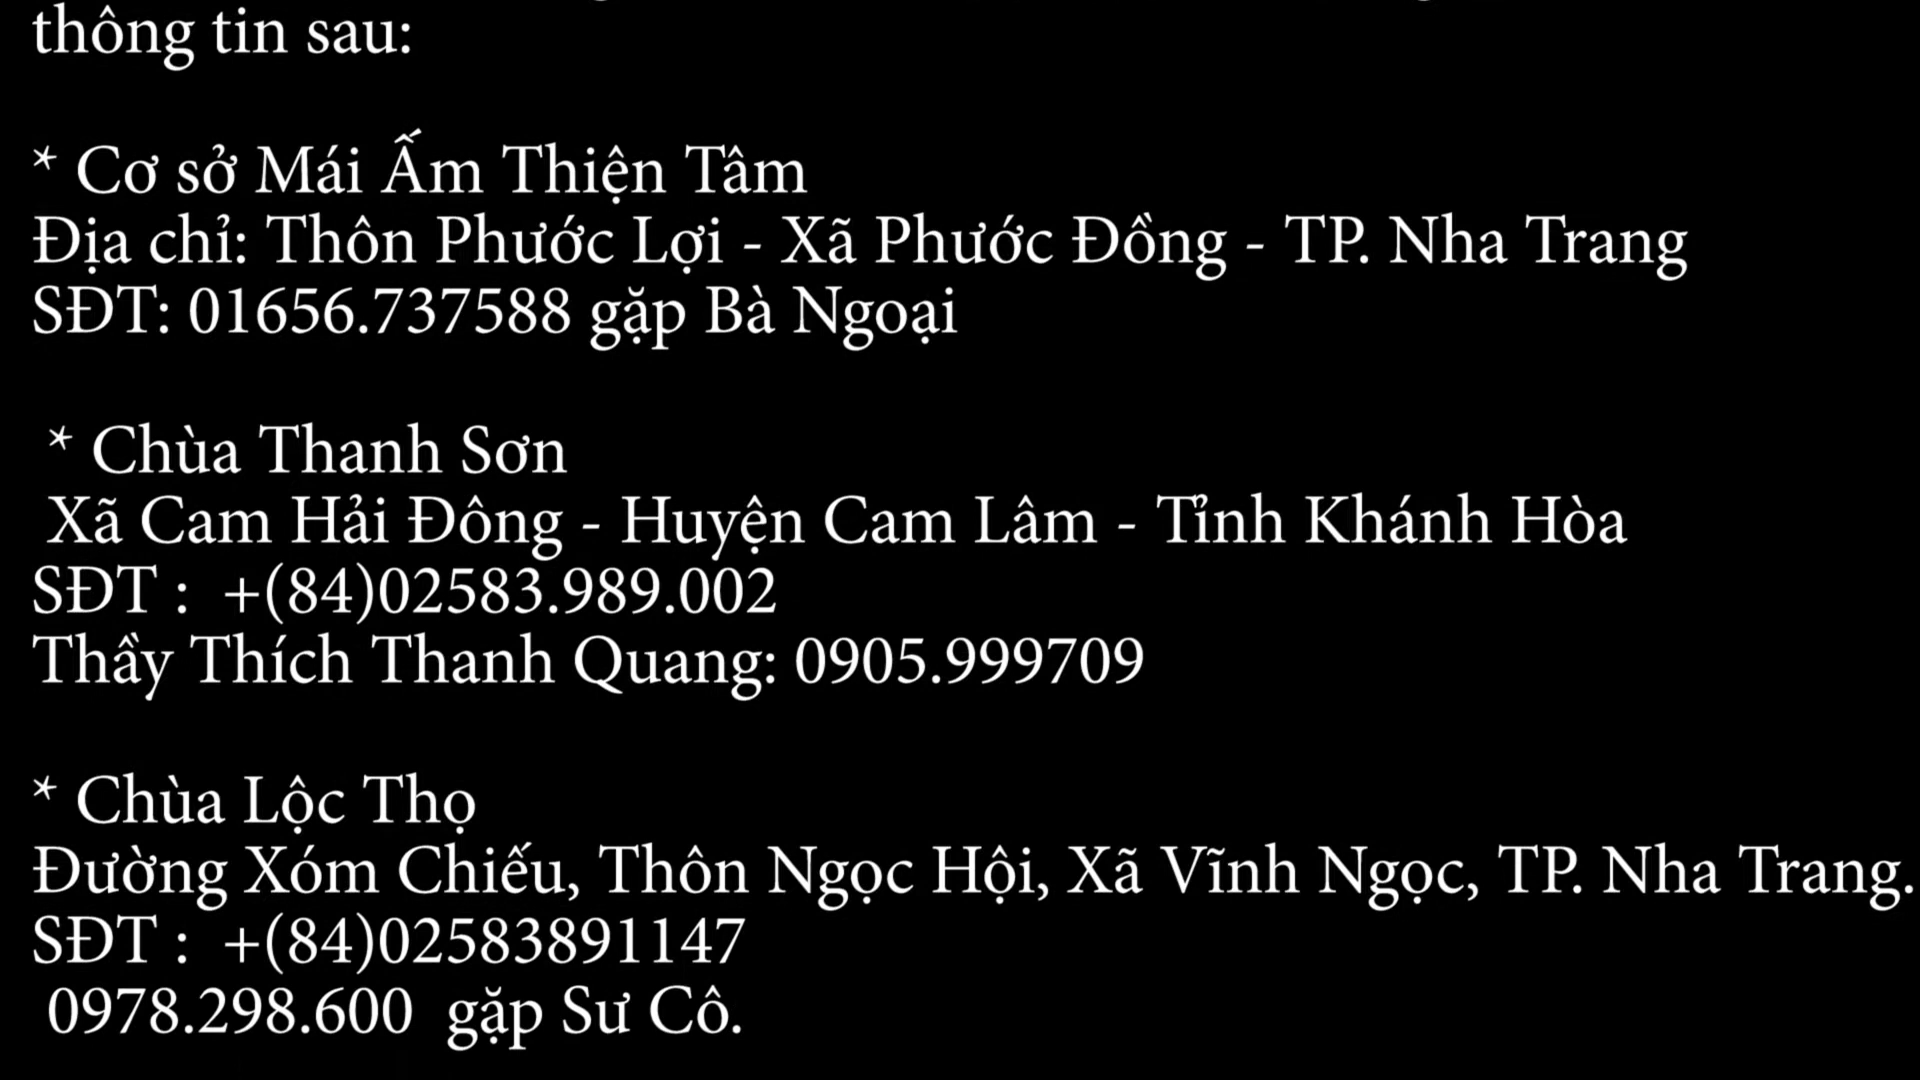 thông tin sau:
* Cơ sở Mái Ấm Thiện Tâm
Địa chỉ: Thôn Phước Lợi - Xã Phước Đồng - TP. Nha Trang
SĐT: 01656.737588 gặp Bà Ngoại
* Chùa Thanh Sơn
Xã Cam Hải Đông - Huyện Cam Lâm - Tỉnh Khánh Hòa
SĐT :  +(84)02583.989.002
Thầy Thích Thanh Quang: 0905.999709
* Chùa Lộc Thọ
Đường Xóm Chiếu, Thôn Ngọc Hội, Xã Vĩnh Ngọc, TP. Nha Trang.
SĐT :  +(84)02583891147
0978.298.600  gặp Sư Cô.